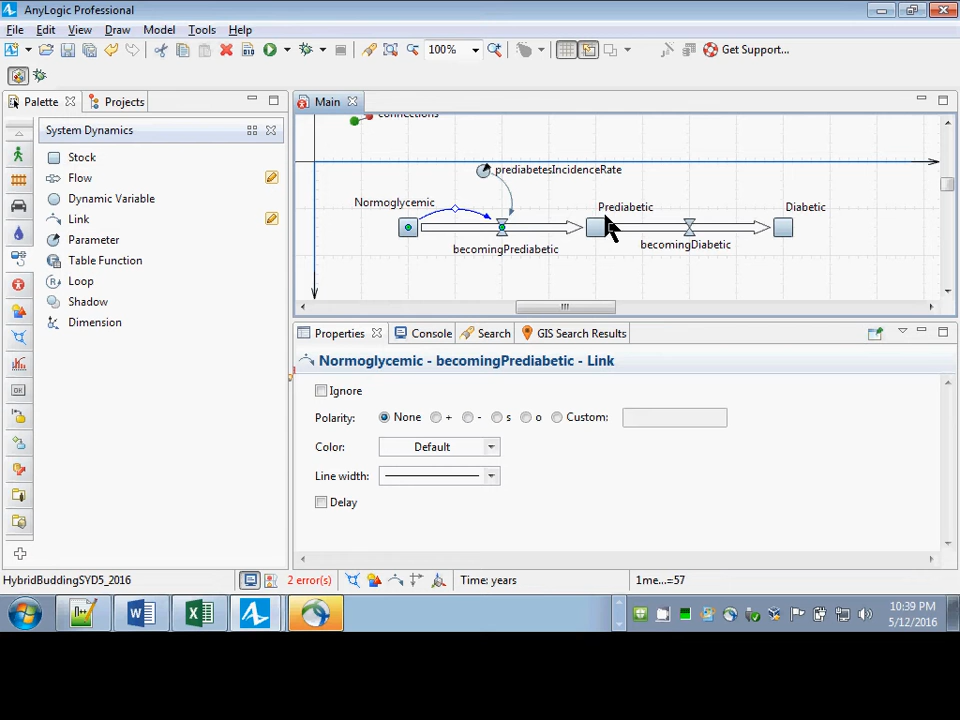 AnyLogic Professional
File Edit View Draw Model Tools Help
100% Get Support...
Palette Projects Main
connections
System Dynamics
Stock
Flow
Dynamic Variable
Link
Parameter
Table Function
Loop
Shadow
Dimension
prediabetesIncidenceRate
Normoglycemic Prediabetic Diabetic
becomingPrediabetic becomingDiabetic
Properties Console Search GIS Search Results
Normoglycemic - becomingPrediabetic - Link
Ignore
Polarity: None + - s o Custom:
Color: Default
Line width:
Delay
HybridBuddingSYD5_2016 2 error(s) Time: years 1me...=57
10:39 PM
5/12/2016